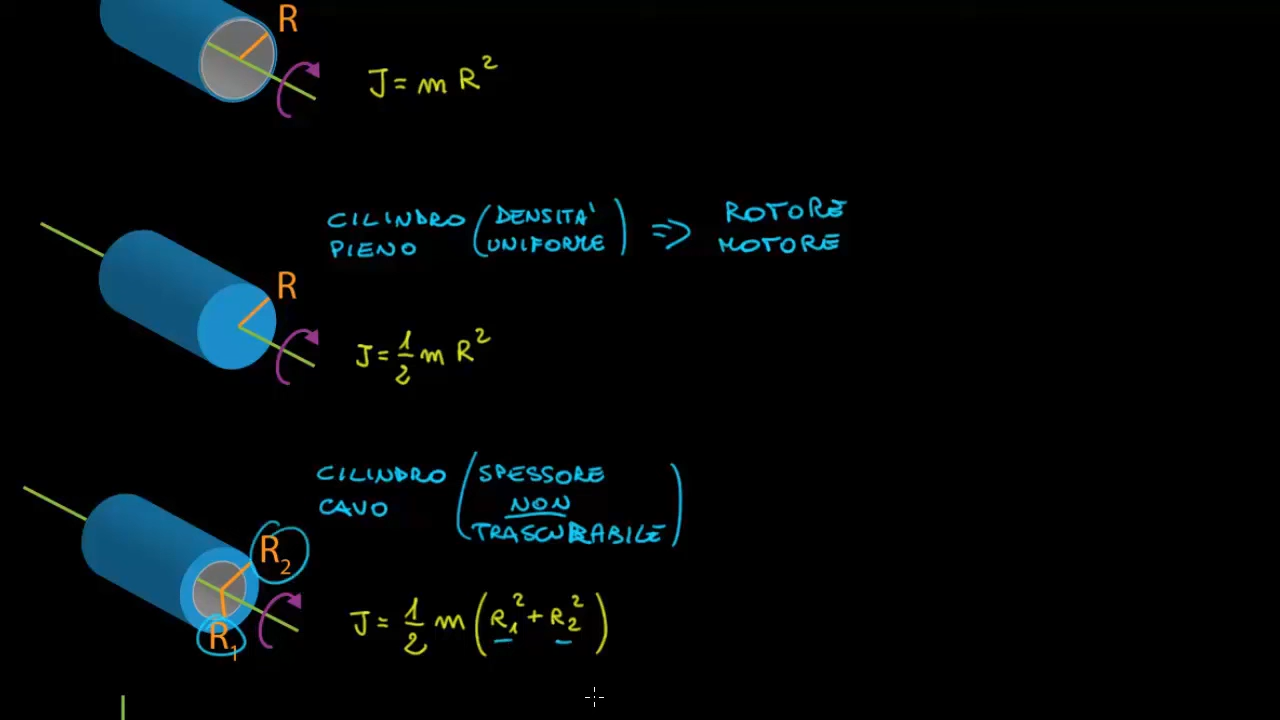 R
J = m R²
CILINDRO PIENO (DENSITA' UNIFORME) => ROTORE MOTORE
R
J = 1/2 m R²
CILINDRO CAVO (SPESSORE NON TRASCURABILE)
R₂
R₁
J = 1/2 m (R₁² + R₂²)